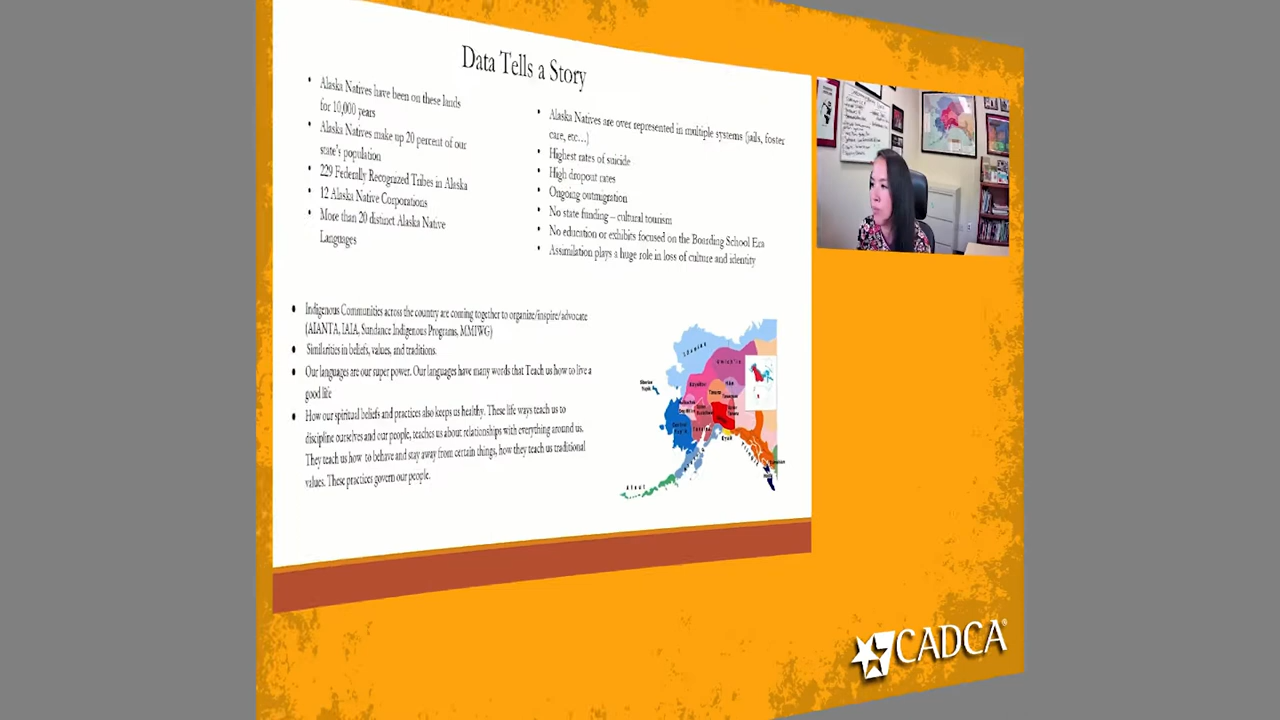 Data Tells a Story
• Alaska Natives have been on these lands
for 10,000 years
• Alaska Natives make up 20 percent of our
state's population
• 229 Federally Recognized Tribes in Alaska
• 12 Alaska Native Corporations
• More than 20 distinct Alaska Native
Languages
• Alaska Natives are over represented in multiple systems (jails, foster
care, etc…)
• Highest rates of suicide
• High dropout rates
• Ongoing outmigration
• No state funding – cultural tourism
• No education or exhibits focused on the Boarding School Era
• Assimilation plays a huge role in loss of culture and identity
• Indigenous Communities across the country are coming together to organize/inspire/advocate
(AIANTA, IAIA, Sundance Indigenous Programs, MMIWG)
• Similarities in beliefs, values, and traditions.
• Our languages are our super power. Our languages have many words that Teach us how to live a
good life
• How our spiritual beliefs and practices also keeps us healthy. These life ways teach us to
discipline ourselves and our people, teaches us about relationships with everything around us.
They teach us how to behave and stay away from certain things, how they teach us traditional
values. These practices govern our people.
Siberian
Yupik
Eyak
Aleut
CADCA®